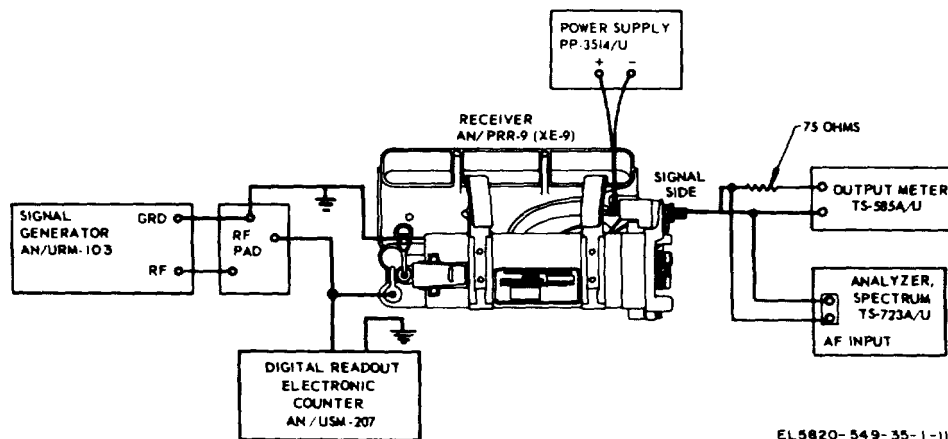 POWER SUPPLY
PP-3514/U
+ -
RECEIVER
AN/PRR-9 (XE-9)
75 OHMS
SIGNAL
SIDE
OUTPUT METER
TS-585A/U
SIGNAL
GENERATOR
AN/URM-103
GRD
RF
RF
PAD
ANALYZER,
SPECTRUM
TS-723A/U
AF INPUT
DIGITAL READOUT
ELECTRONIC
COUNTER
AN/USM-207
EL5820-549-35-1-11